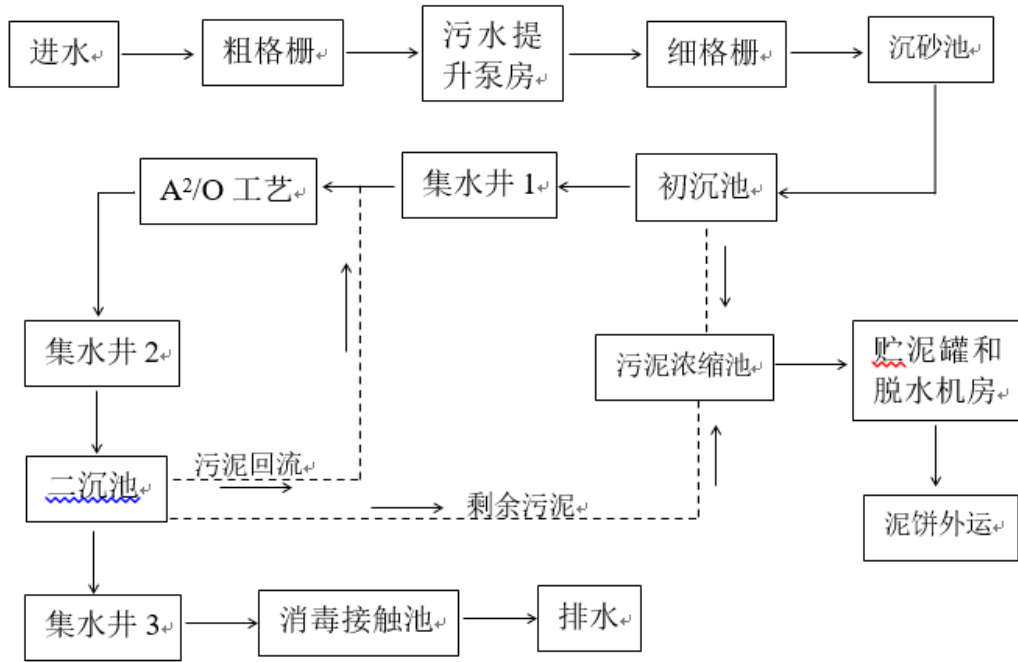 进水
粗格栅
污水提
升泵房
细格栅
沉砂池
A²/O 工艺
集水井 1
初沉池
集水井 2
污泥浓缩池
贮泥罐和
脱水机房
二沉池
污泥回流
剩余污泥
泥饼外运
集水井 3
消毒接触池
排水